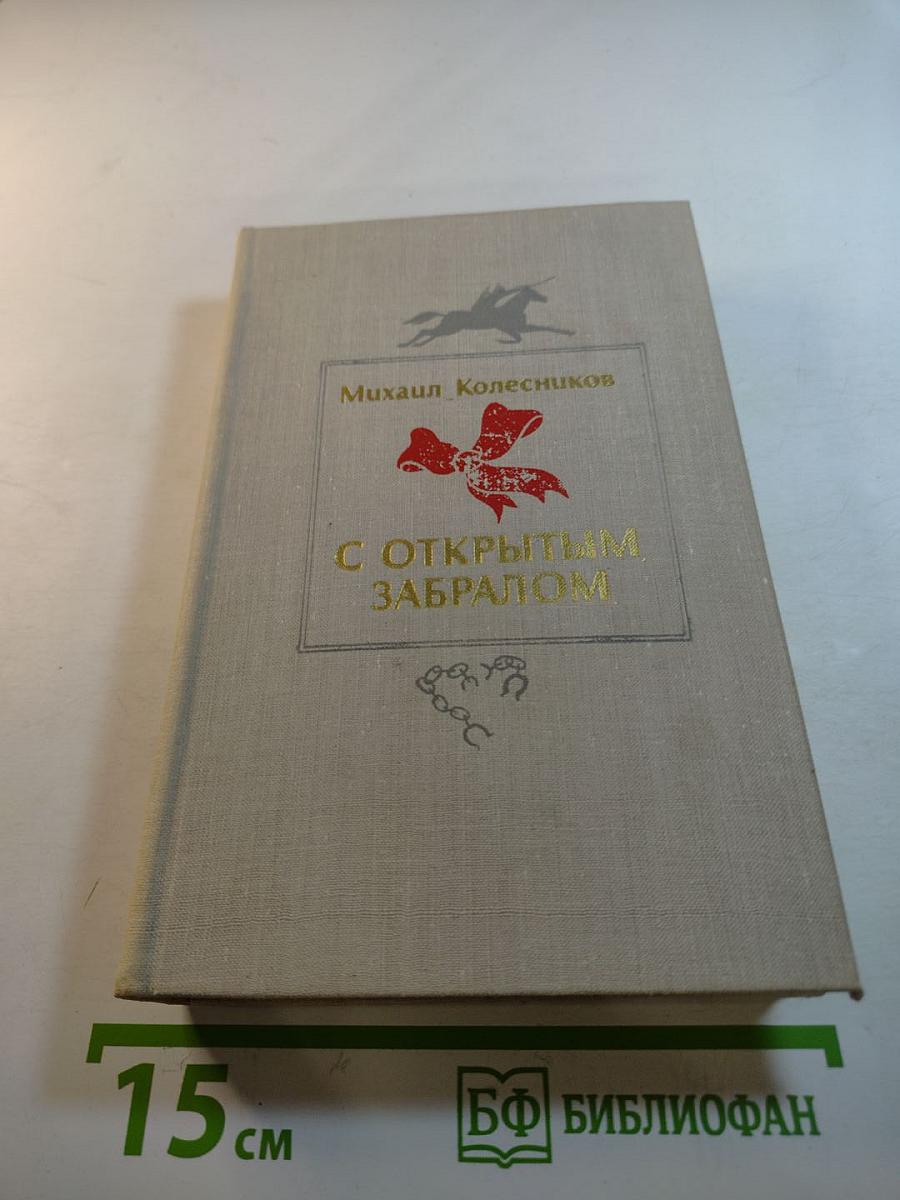 Михаил Колесников
С ОТКРЫТЫМ
ЗАБРАЛОМ
15 см
БФ БИБЛИОФАН